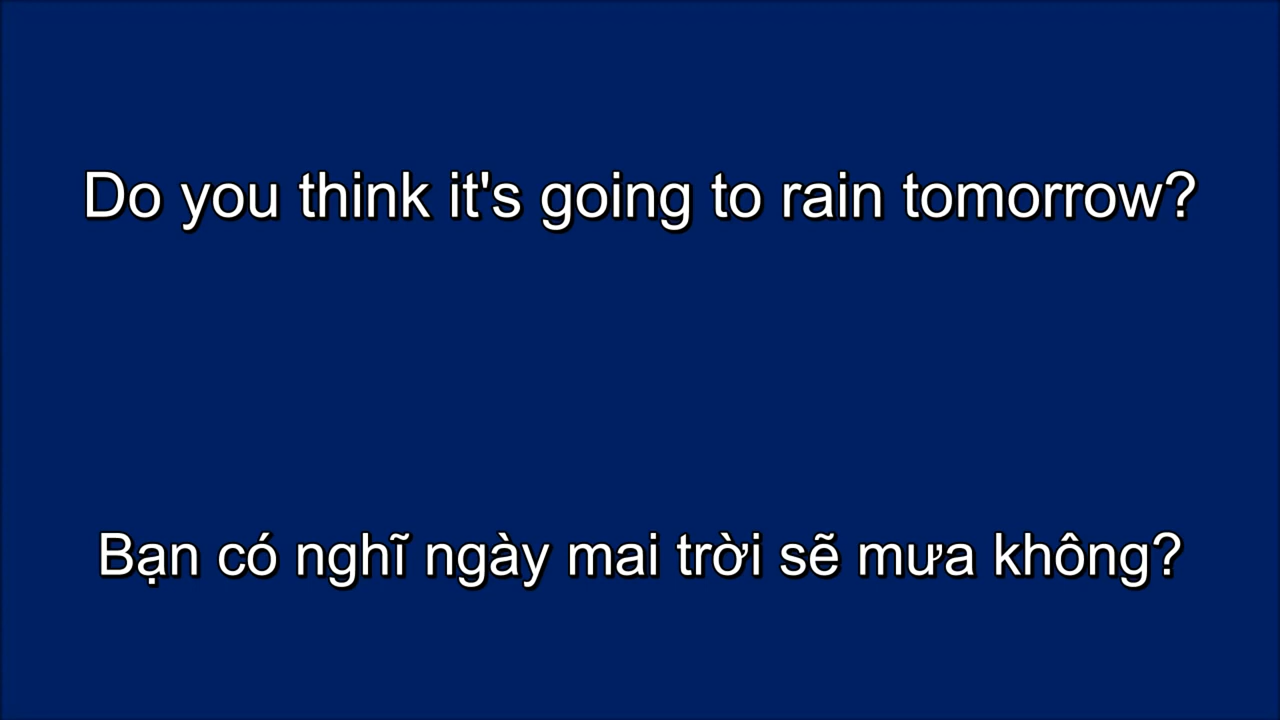 Do you think it's going to rain tomorrow?
Bạn có nghĩ ngày mai trời sẽ mưa không?